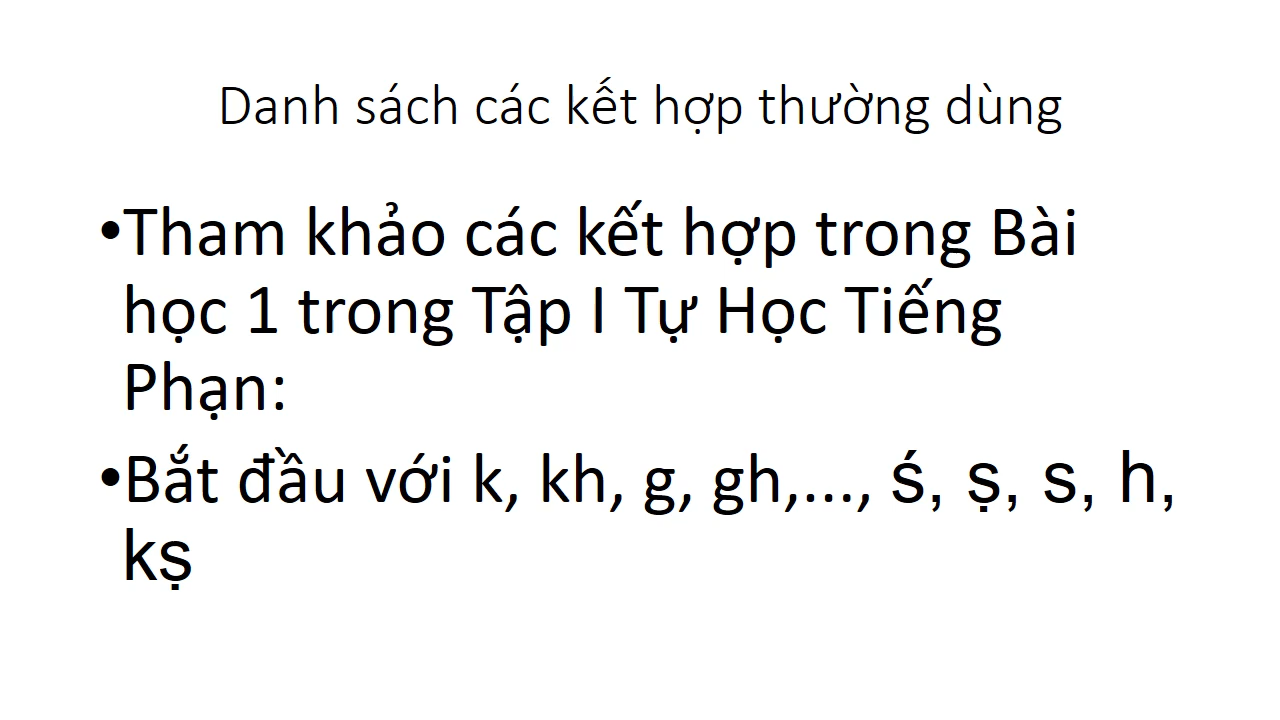 Danh sách các kết hợp thường dùng
•Tham khảo các kết hợp trong Bài
học 1 trong Tập I Tự Học Tiếng
Phạn:
•Bắt đầu với k, kh, g, gh,..., ś, ṣ, s, h,
kṣ